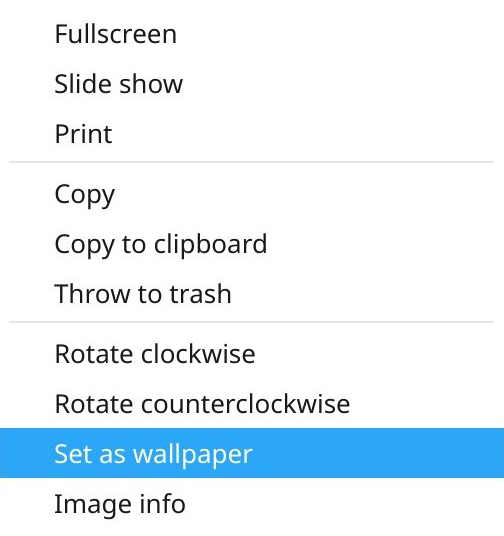 Fullscreen
Slide show
Print
Copy
Copy to clipboard
Throw to trash
Rotate clockwise
Rotate counterclockwise
Set as wallpaper
Image info